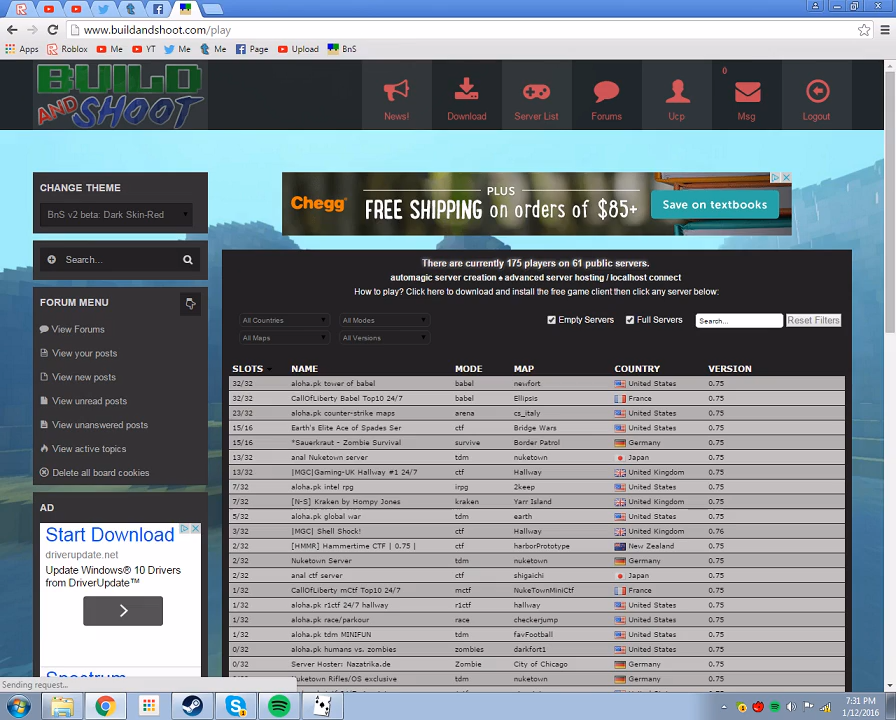 www.buildandshoot.com/play
Apps Roblox Me YT Me Me Page Upload BnS
BUILD AND SHOOT
News! Download Server List Forums Ucp 0 Msg Logout
CHANGE THEME
BnS v2 beta: Dark Skin-Red
Search...
FORUM MENU
View Forums
View your posts
View new posts
View unread posts
View unanswered posts
View active topics
Delete all board cookies
AD
Start Download
driverupdate.net
Update Windows® 10 Drivers
from DriverUpdate™
Spectrum
Chegg
PLUS
FREE SHIPPING on orders of $85+
Save on textbooks
There are currently 175 players on 61 public servers.
automagic server creation ♠ advanced server hosting / localhost connect
How to play? Click here to download and install the free game client then click any server below:
All Countries All Modes Empty Servers Full Servers Search... Reset Filters
All Maps All Versions
SLOTS NAME MODE MAP COUNTRY VERSION
32/32 aloha.pk tower of babel babel newfort United States 0.75
32/32 CallOfLiberty Babel Top10 24/7 babel Ellipsis France 0.75
23/32 aloha.pk counter-strike maps arena cs_italy United States 0.75
15/16 Earth's Elite Ace of Spades Ser ctf Bridge Wars United States 0.75
15/16 *Sauerkraut - Zombie Survival survive Border Patrol Germany 0.75
13/32 anal Nuketown server tdm nuketown Japan 0.75
13/32 [MGC]Gaming-UK Hallway #1 24/7 ctf Hallway United Kingdom 0.75
7/32 aloha.pk intel rpg irpg 2keep United States 0.75
7/32 [N-S] Kraken by Hompy Jones kraken Yarr Island United Kingdom 0.75
5/32 aloha.pk global war tdm earth United States 0.75
3/32 [MGC] Shell Shock! ctf Hallway United Kingdom 0.76
2/32 [HMMR] Hammertime CTF | 0.75 | ctf harborPrototype New Zealand 0.75
2/32 Nuketown Server tdm nuketown Germany 0.75
2/32 anal ctf server ctf shigaichi Japan 0.75
1/32 CallOfLiberty mCtf Top10 24/7 mctf NukeTownMiniCtf France 0.75
1/32 aloha.pk r1ctf 24/7 hallway r1ctf hallway United States 0.75
1/32 aloha.pk race/parkour race checkerjump United States 0.75
1/32 aloha.pk tdm MINIFUN tdm favFootball United States 0.75
0/32 aloha.pk humans vs. zombies zombies darkfort1 United States 0.75
0/32 Server Hoster: Nazatrika.de Zombie City of Chicago Germany 0.75
Nuketown Rifles/OS exclusive tdm nuketown Germany 0.75
Sending request...
7:31 PM
1/12/2016